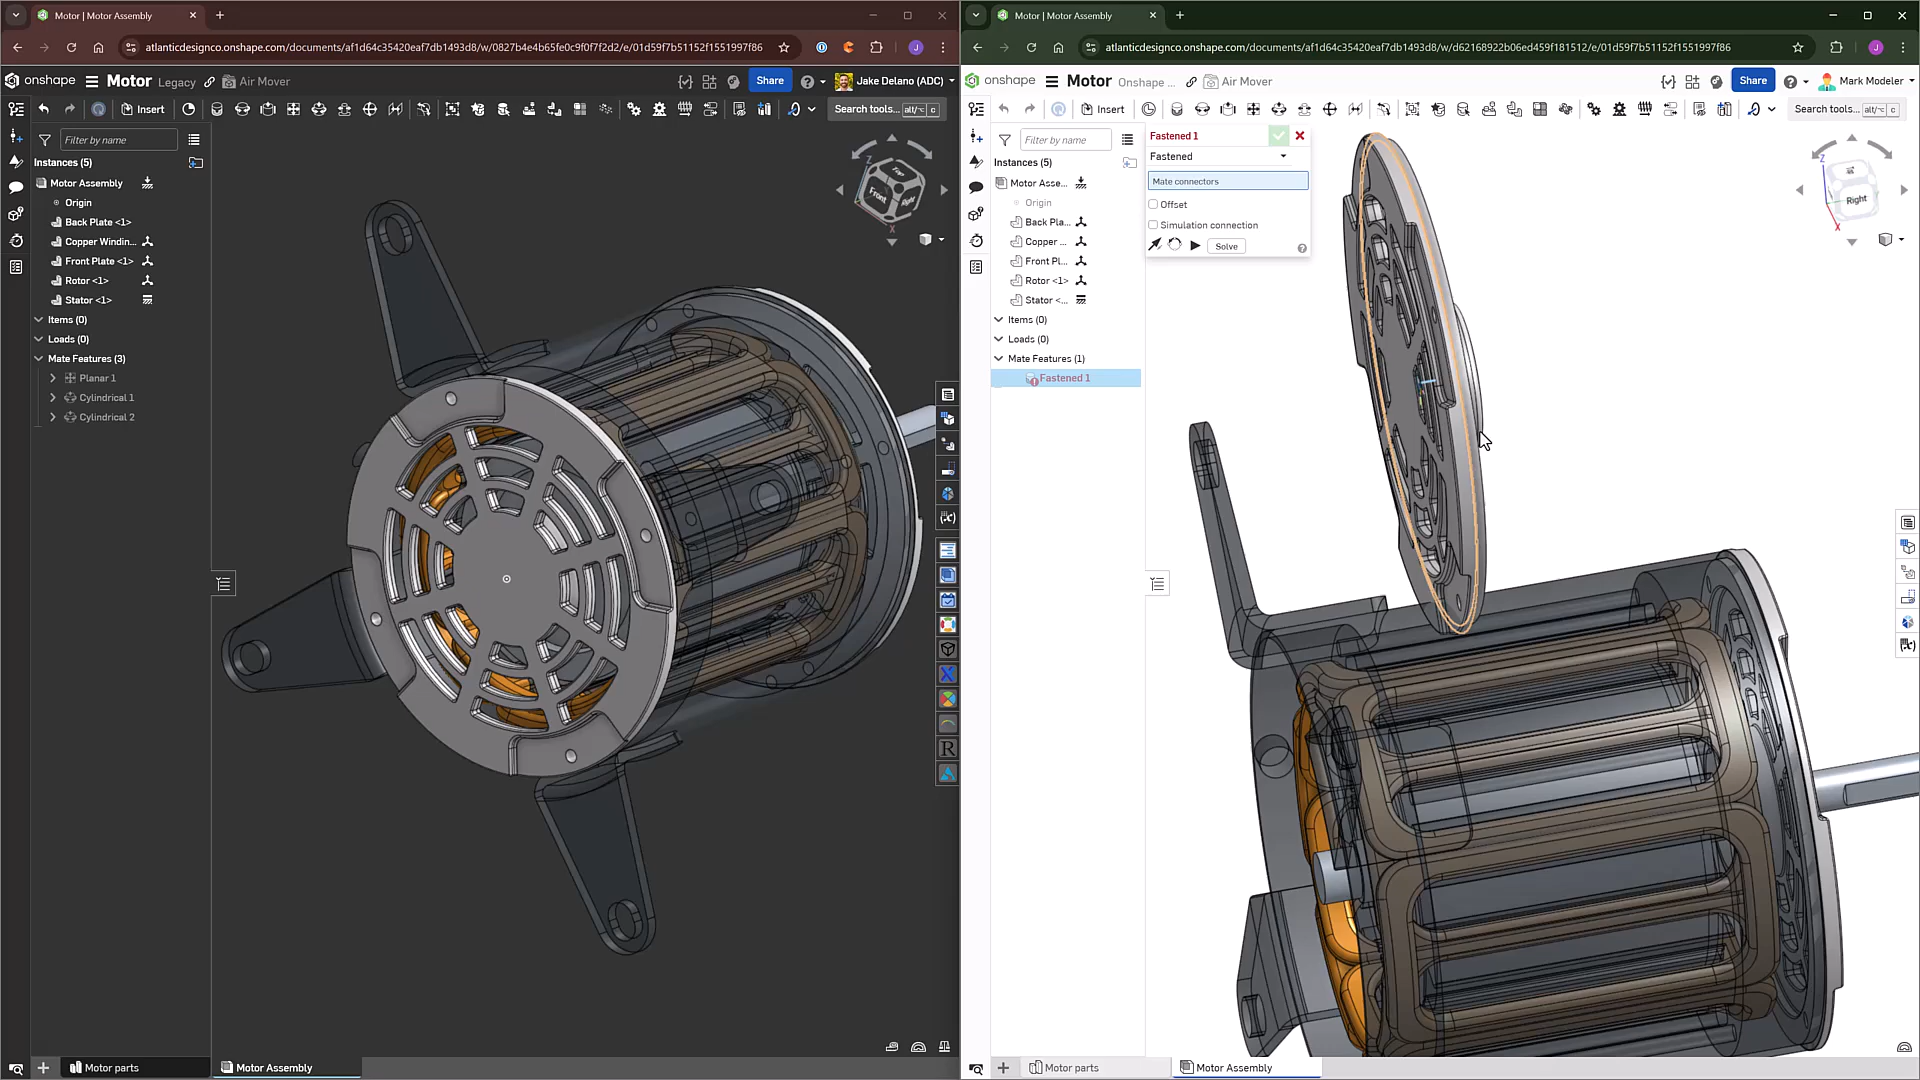 Motor | Motor Assembly
atlanticdesignco.onshape.com/documents/af1d64c35420eaf7db1493d8/w/0827b4e4b65fe0c9f0f7f2d2/e/01d59f7b51152f1551997f86
onshape
Motor
Legacy
Air Mover
Share
Jake Delano (ADC)
Insert
Search tools...
alt/⌥
c
Filter by name
Instances (5)
Motor Assembly
Origin
Back Plate <1>
Copper Windin...
Front Plate <1>
Rotor <1>
Stator <1>
Items (0)
Loads (0)
Mate Features (3)
Planar 1
Cylindrical 1
Cylindrical 2
Top
Front
Right
Z
X
R
Motor parts
Motor Assembly
Motor | Motor Assembly
atlanticdesignco.onshape.com/documents/af1d64c35420eaf7db1493d8/w/d62168922b06ed459f181512/e/01d59f7b51152f1551997f86
onshape
Motor
Onshape ...
Air Mover
Share
Mark Modeler
Insert
Search tools...
alt/⌥
c
Filter by name
Instances (5)
Motor Asse...
Origin
Back Pla...
Copper ...
Front Pl...
Rotor <1>
Stator <...
Items (0)
Loads (0)
Mate Features (1)
Fastened 1
Fastened 1
Fastened
Mate connectors
Offset
Simulation connection
Solve
Z
Right
X
Motor parts
Motor Assembly